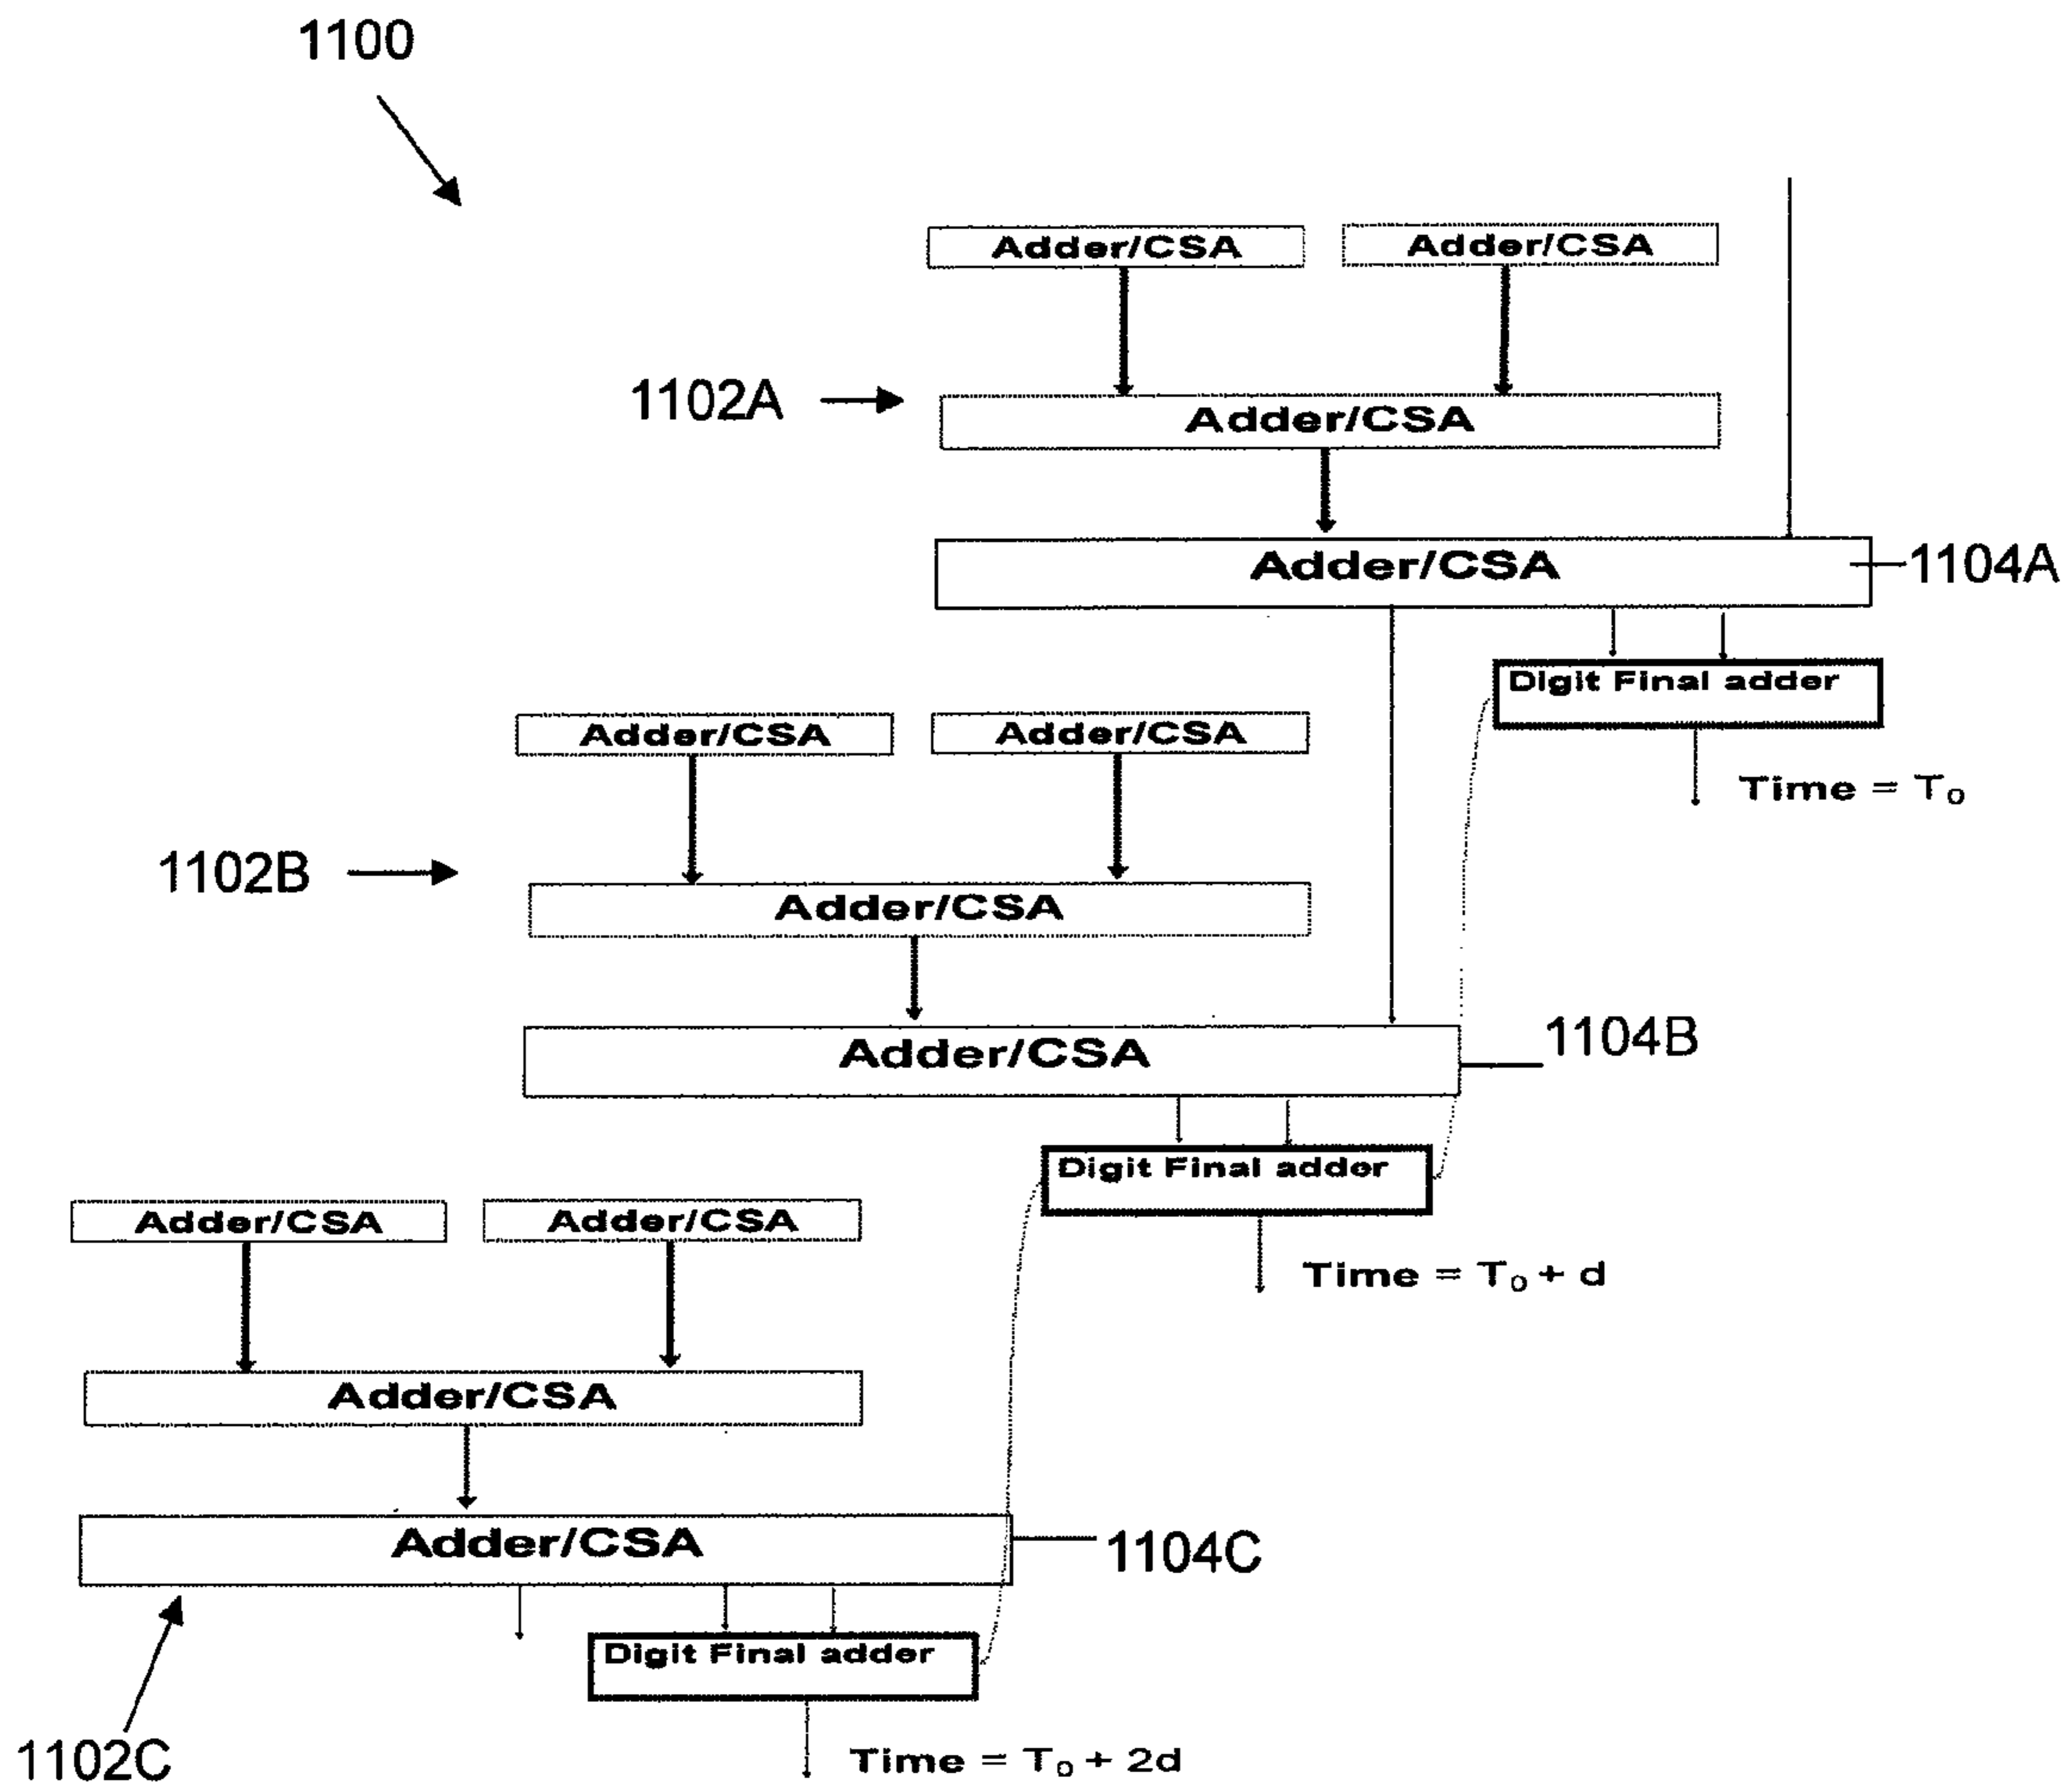 1100
Adder/CSA Adder/CSA
1102A Adder/CSA
Adder/CSA 1104A
Digit Final adder
Adder/CSA Adder/CSA
Time = T₀
1102B Adder/CSA
Adder/CSA 1104B
Digit Final adder
Adder/CSA Adder/CSA
Time = T₀ + d
Adder/CSA
Adder/CSA 1104C
Digit Final adder
1102C Time = T₀ + 2d